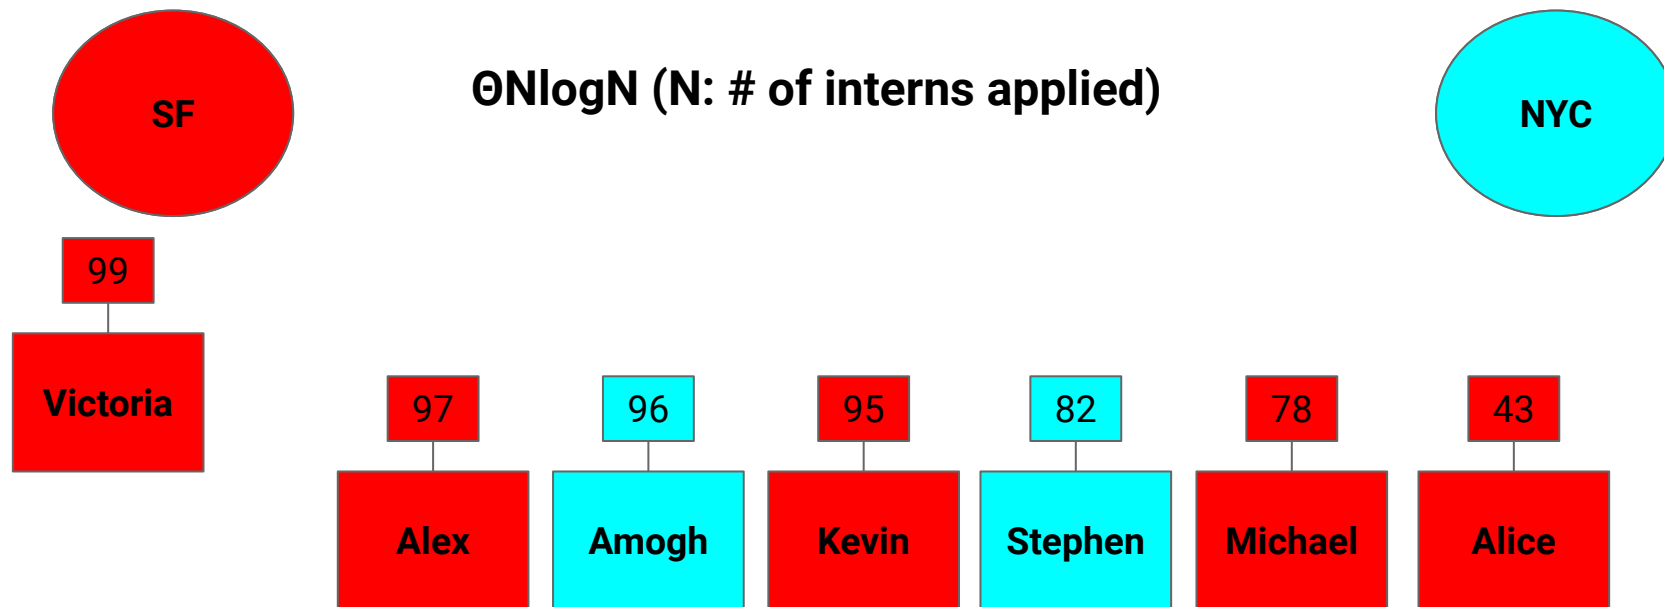 SF
ΘNlogN (N: # of interns applied)
NYC
99
Victoria
97
96
95
82
78
43
Alex
Amogh
Kevin
Stephen
Michael
Alice